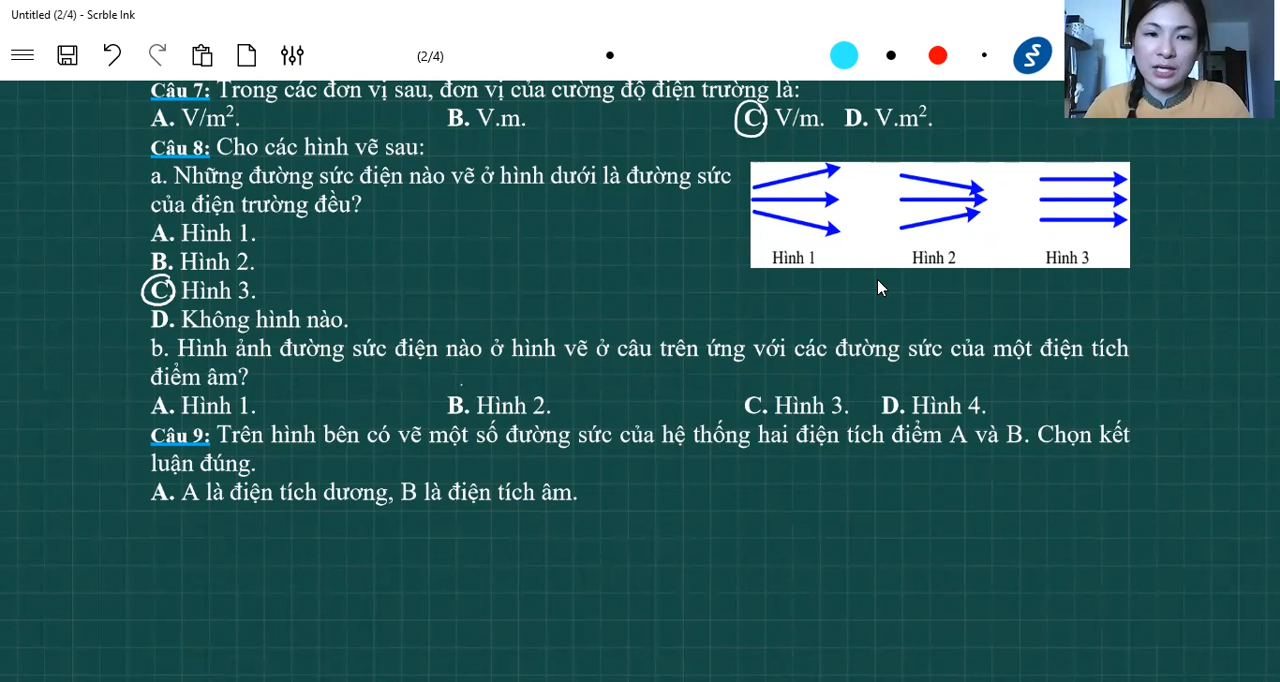 Untitled (2/4) - Scrble Ink
(2/4)
Câu 7: Trong các đơn vị sau, đơn vị của cường độ điện trường là:
A. V/m². B. V.m. C. V/m. D. V.m².
Câu 8: Cho các hình vẽ sau:
a. Những đường sức điện nào vẽ ở hình dưới là đường sức
của điện trường đều?
A. Hình 1.
B. Hình 2.
C. Hình 3.
D. Không hình nào.
Hình 1 Hình 2 Hình 3
b. Hình ảnh đường sức điện nào ở hình vẽ ở câu trên ứng với các đường sức của một điện tích
điểm âm?
A. Hình 1. B. Hình 2. C. Hình 3. D. Hình 4.
Câu 9: Trên hình bên có vẽ một số đường sức của hệ thống hai điện tích điểm A và B. Chọn kết
luận đúng.
A. A là điện tích dương, B là điện tích âm.